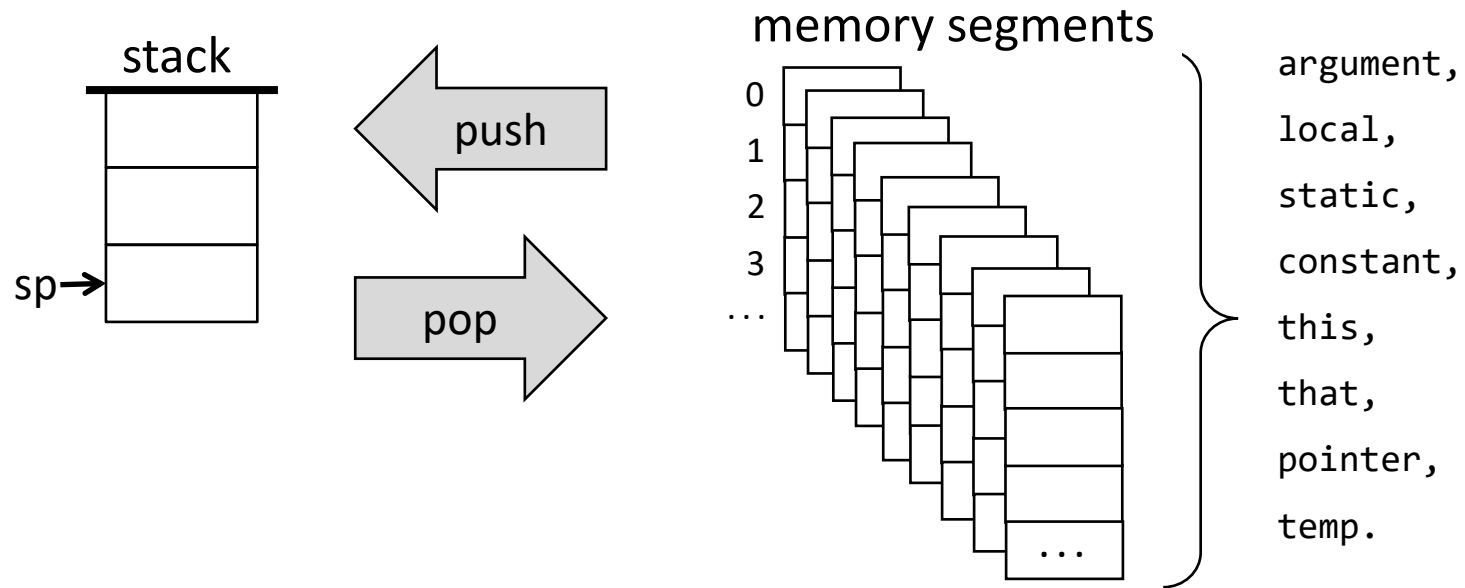 stack
sp
push
pop
memory segments
0
1
2
3
...
...
argument,
local,
static,
constant,
this,
that,
pointer,
temp.